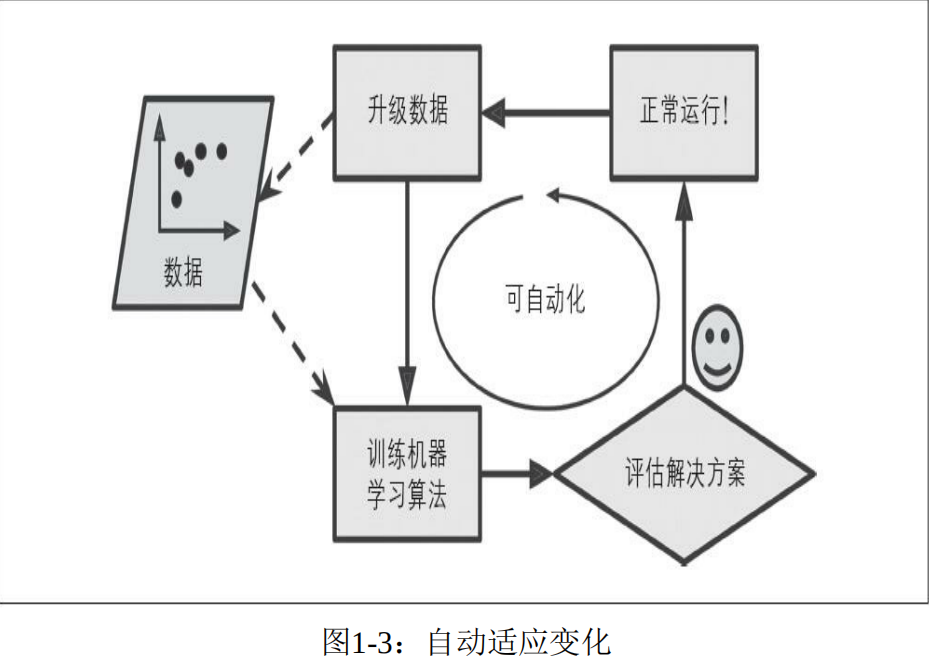 升级数据
正常运行!
数据
可自动化
训练机器
学习算法
评估解决方案
图1-3：自动适应变化